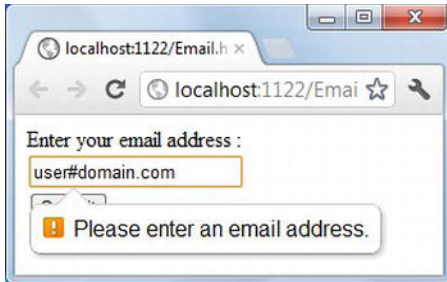 localhost:1122/Email.h
localhost:1122/Emai
Enter your email address :
user#domain.com
Please enter an email address.